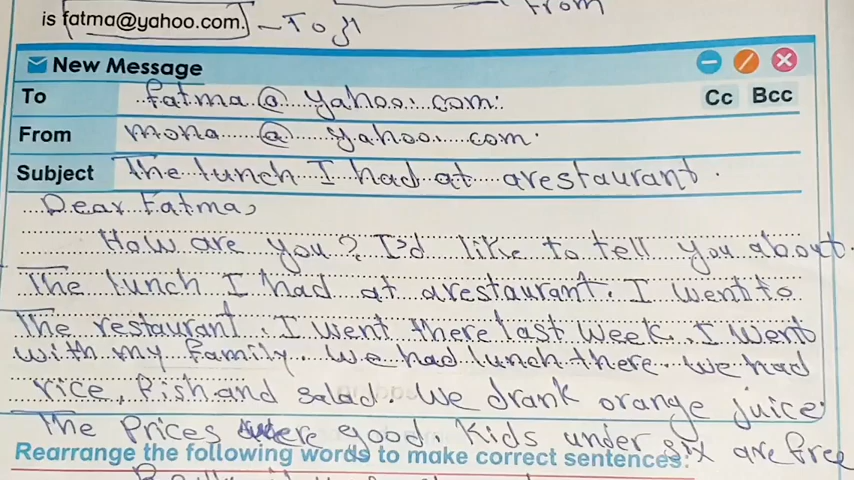 From
is fatma@yahoo.com.
To
New Message
To fatma@yahoo.com.
Cc Bcc
From mona@yahoo.com.
Subject The lunch I had at arestaurant.
Dear Fatma,
How are you? I'd like to tell you about
The lunch I had at arestaurant. I went to
The restaurant. I went there last week. I went
with my family. We had lunch there. we had
rice, fish and salad. We drank orange juice.
The Prices were good. Kids under six are free
Rearrange the following words to make correct sentences: